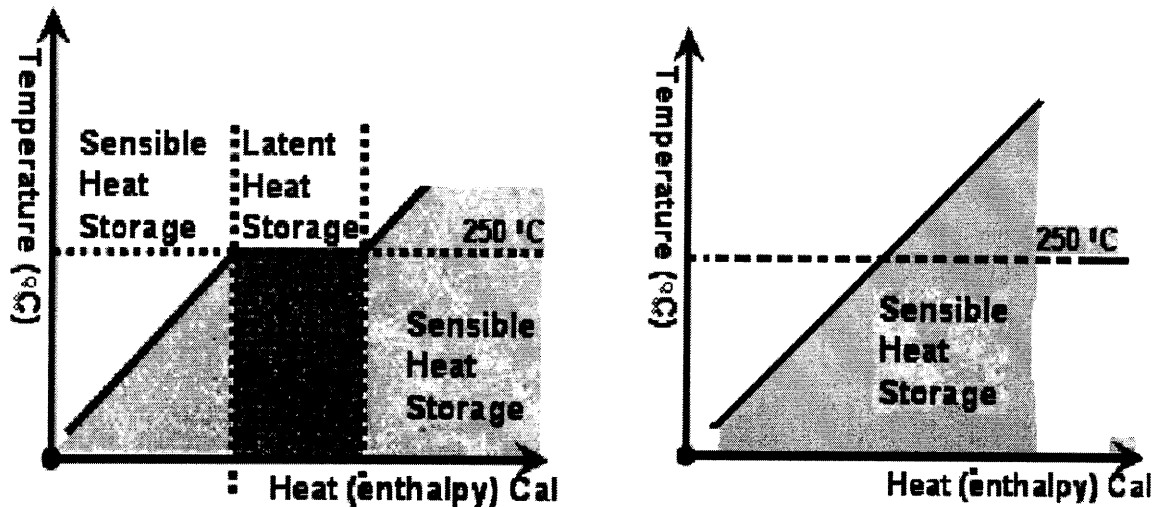 Temperature (°C)
Sensible
Heat
Storage
Latent
Heat
Storage
250 °C
Sensible
Heat
Storage
Heat (enthalpy) Cal
Temperature (°C)
250 °C
Sensible
Heat
Storage
Heat (enthalpy) Cal